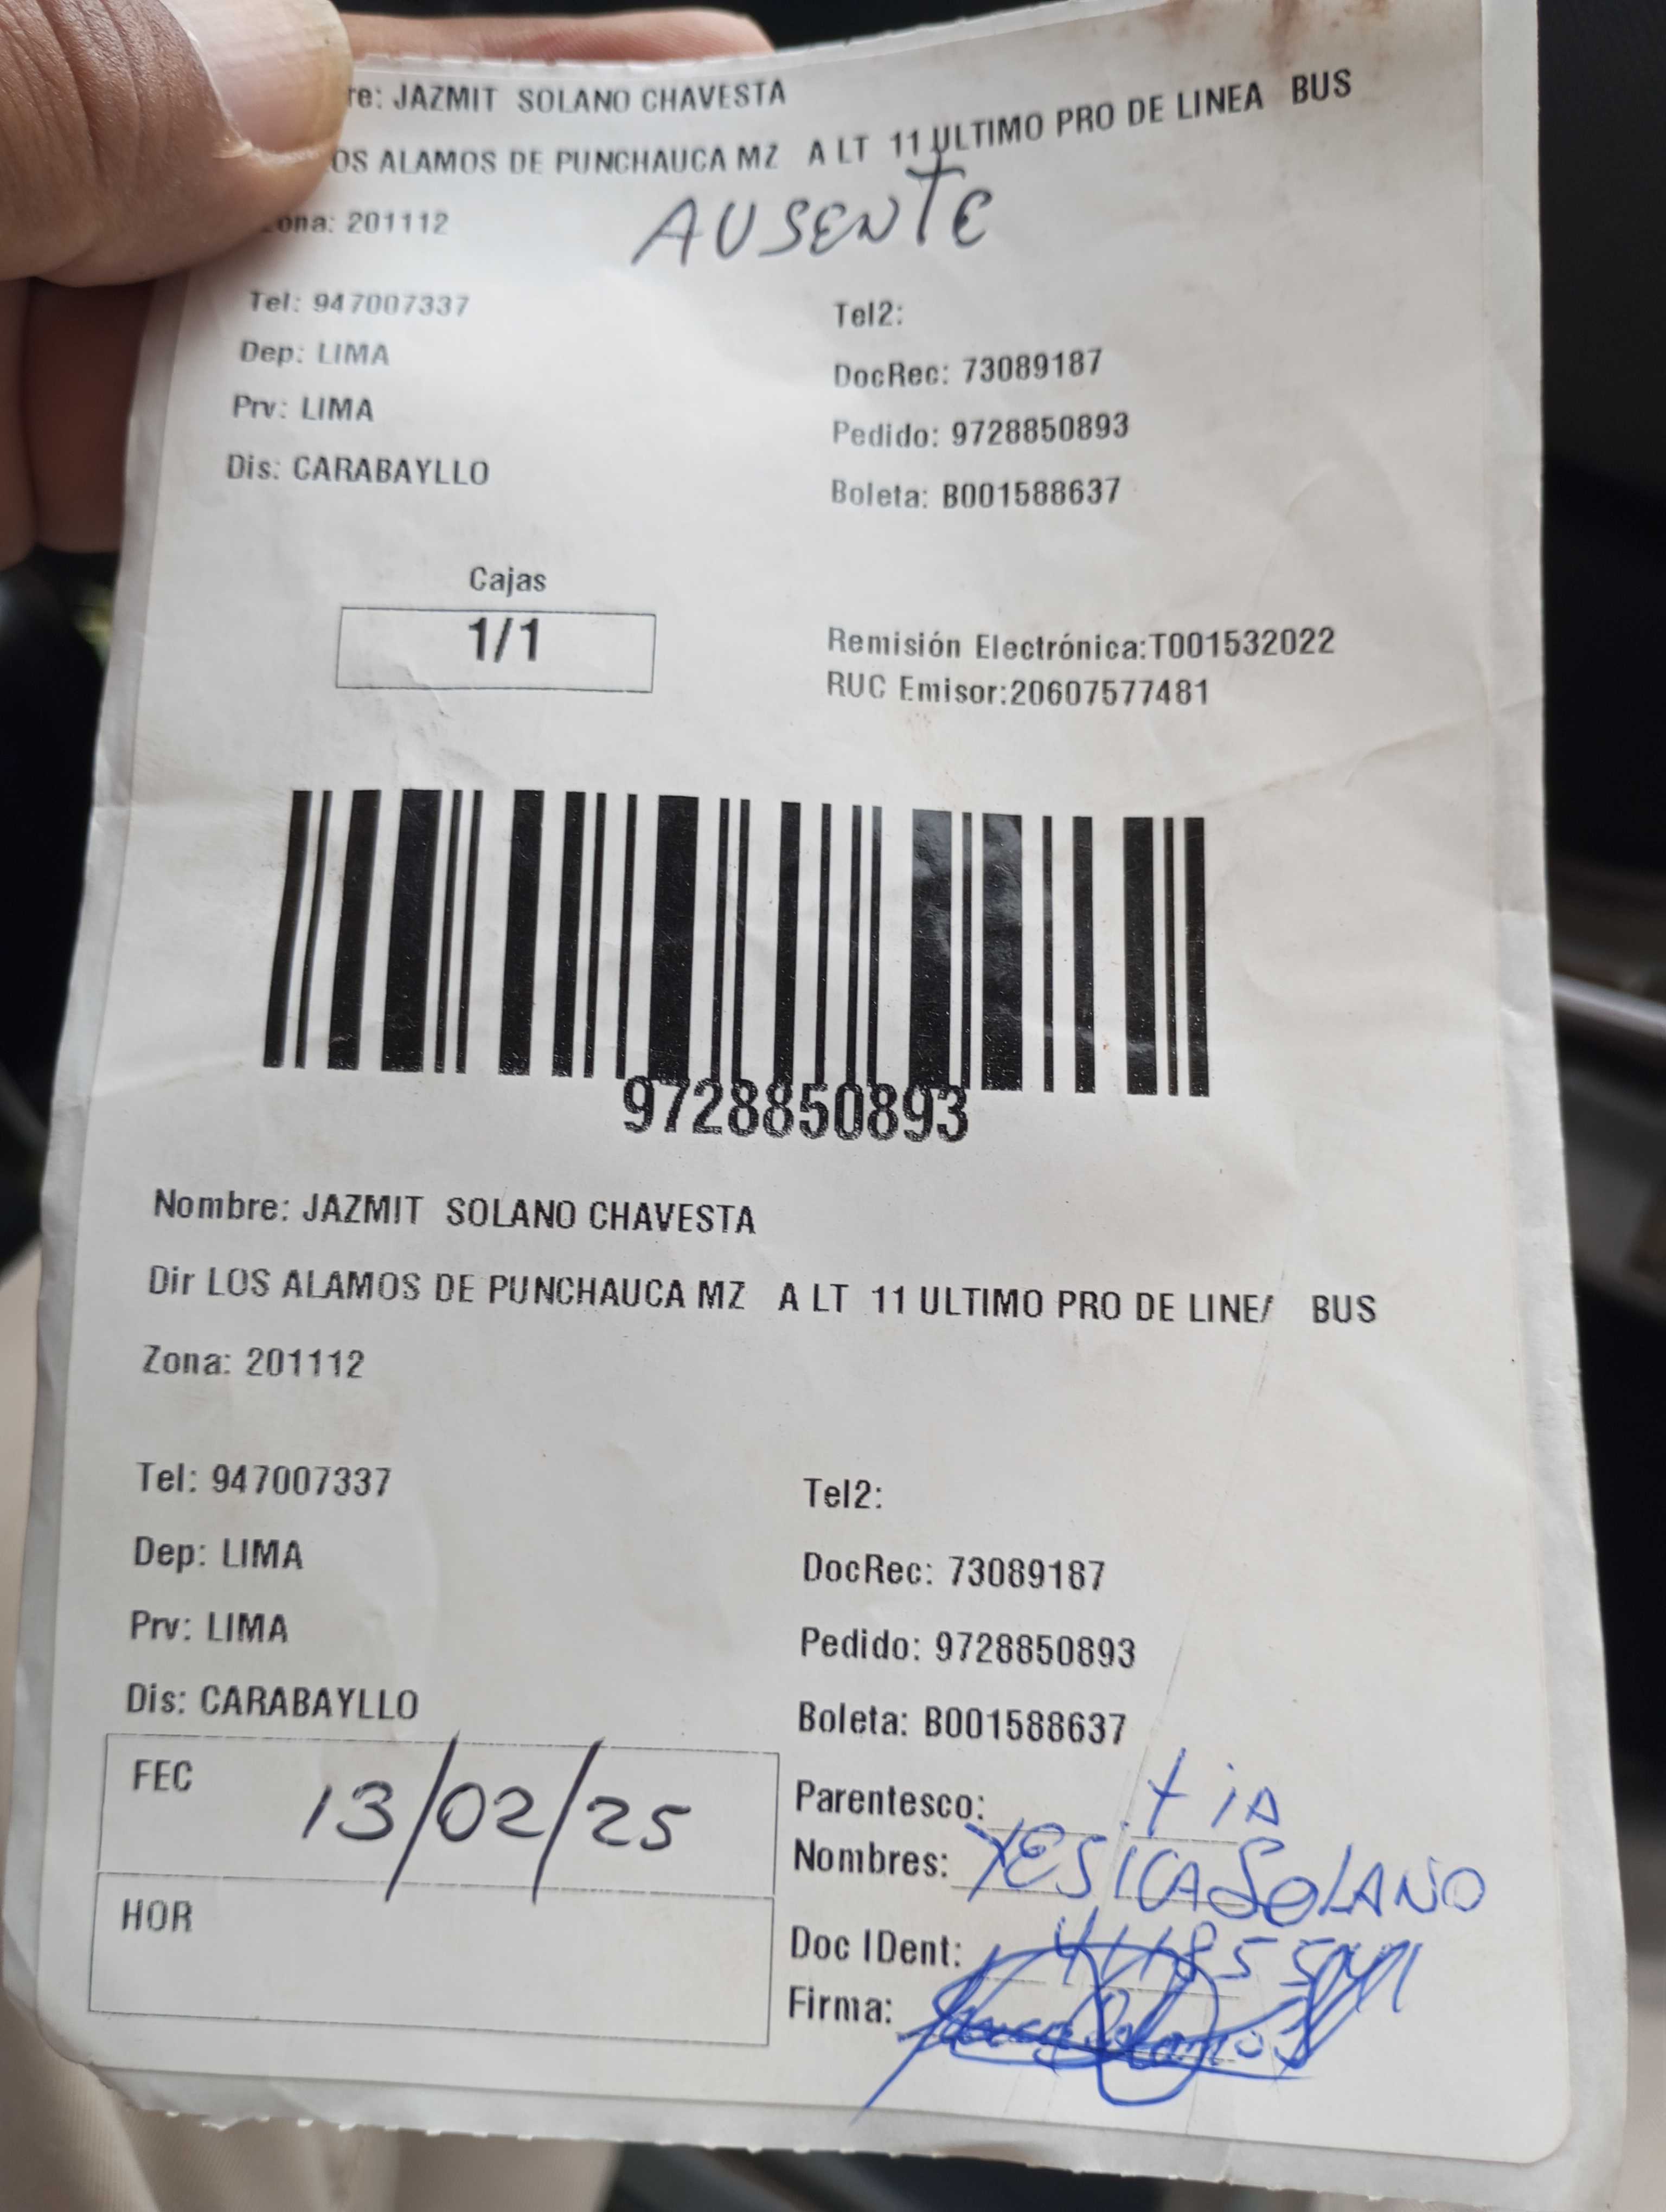 re: JAZMIT SOLANO CHAVESTA
OS ALAMOS DE PUNCHAUCA MZ A LT 11 ULTIMO PRO DE LINEA BUS
ona: 201112
AUSENTE
Tel: 947007337
Tel2:
Dep: LIMA
DocRec: 73089187
Prv: LIMA
Pedido: 9728850893
Dis: CARABAYLLO
Boleta: B001588637
Cajas
1/1
Remisión Electrónica:T001532022
RUC Emisor:20607577481
9728850893
Nombre: JAZMIT SOLANO CHAVESTA
Dir LOS ALAMOS DE PUNCHAUCA MZ A LT 11 ULTIMO PRO DE LINEA BUS
Zona: 201112
Tel: 947007337
Tel2:
Dep: LIMA
DocRec: 73089187
Prv: LIMA
Pedido: 9728850893
Dis: CARABAYLLO
Boleta: B001588637
FEC 13/02/25
Parentesco: tiA
Nombres: YESICA SOLANO
HOR
Doc IDent:
Firma: